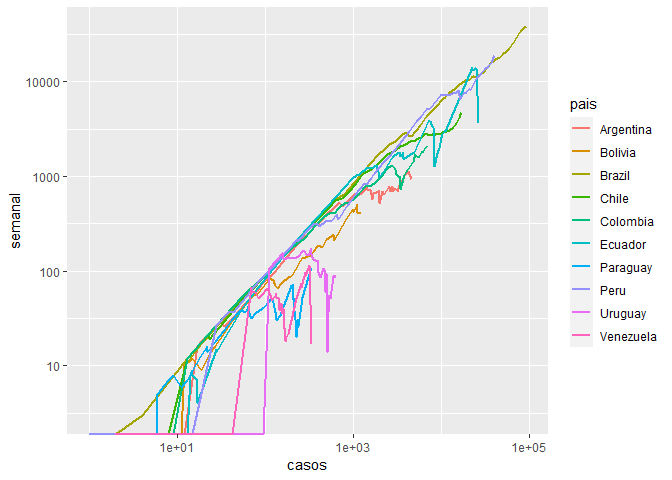 10000
1000
100
10
semanal
1e+01
1e+03
1e+05
casos
pais
Argentina
Bolivia
Brazil
Chile
Colombia
Ecuador
Paraguay
Peru
Uruguay
Venezuela